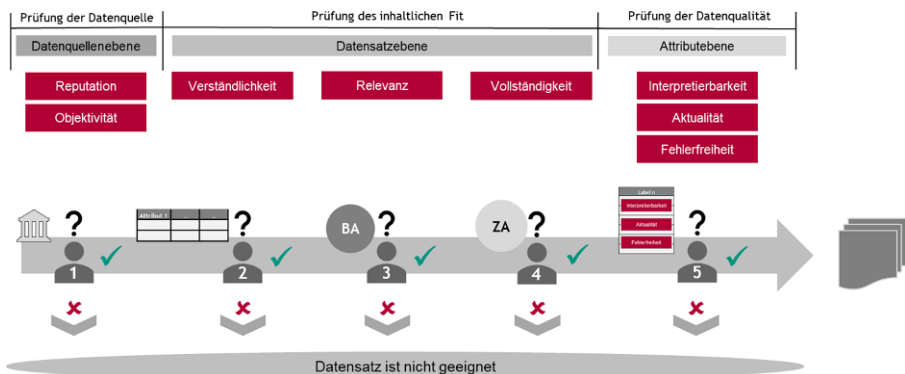 Prüfung der Datenquelle
Prüfung des inhaltlichen Fit
Prüfung der Datenqualität
Datenquellenebene
Datensatzebene
Attributebene
Reputation
Verständlichkeit
Relevanz
Vollständigkeit
Interpretierbarkeit
Objektivität
Aktualität
Fehlerfreiheit
?
Attribut 1 ... ...
?
BA
?
ZA
?
Label n
Interpretierbarkeit
Aktualität
Fehlerfreiheit
?
1
2
3
4
5
Datensatz ist nicht geeignet